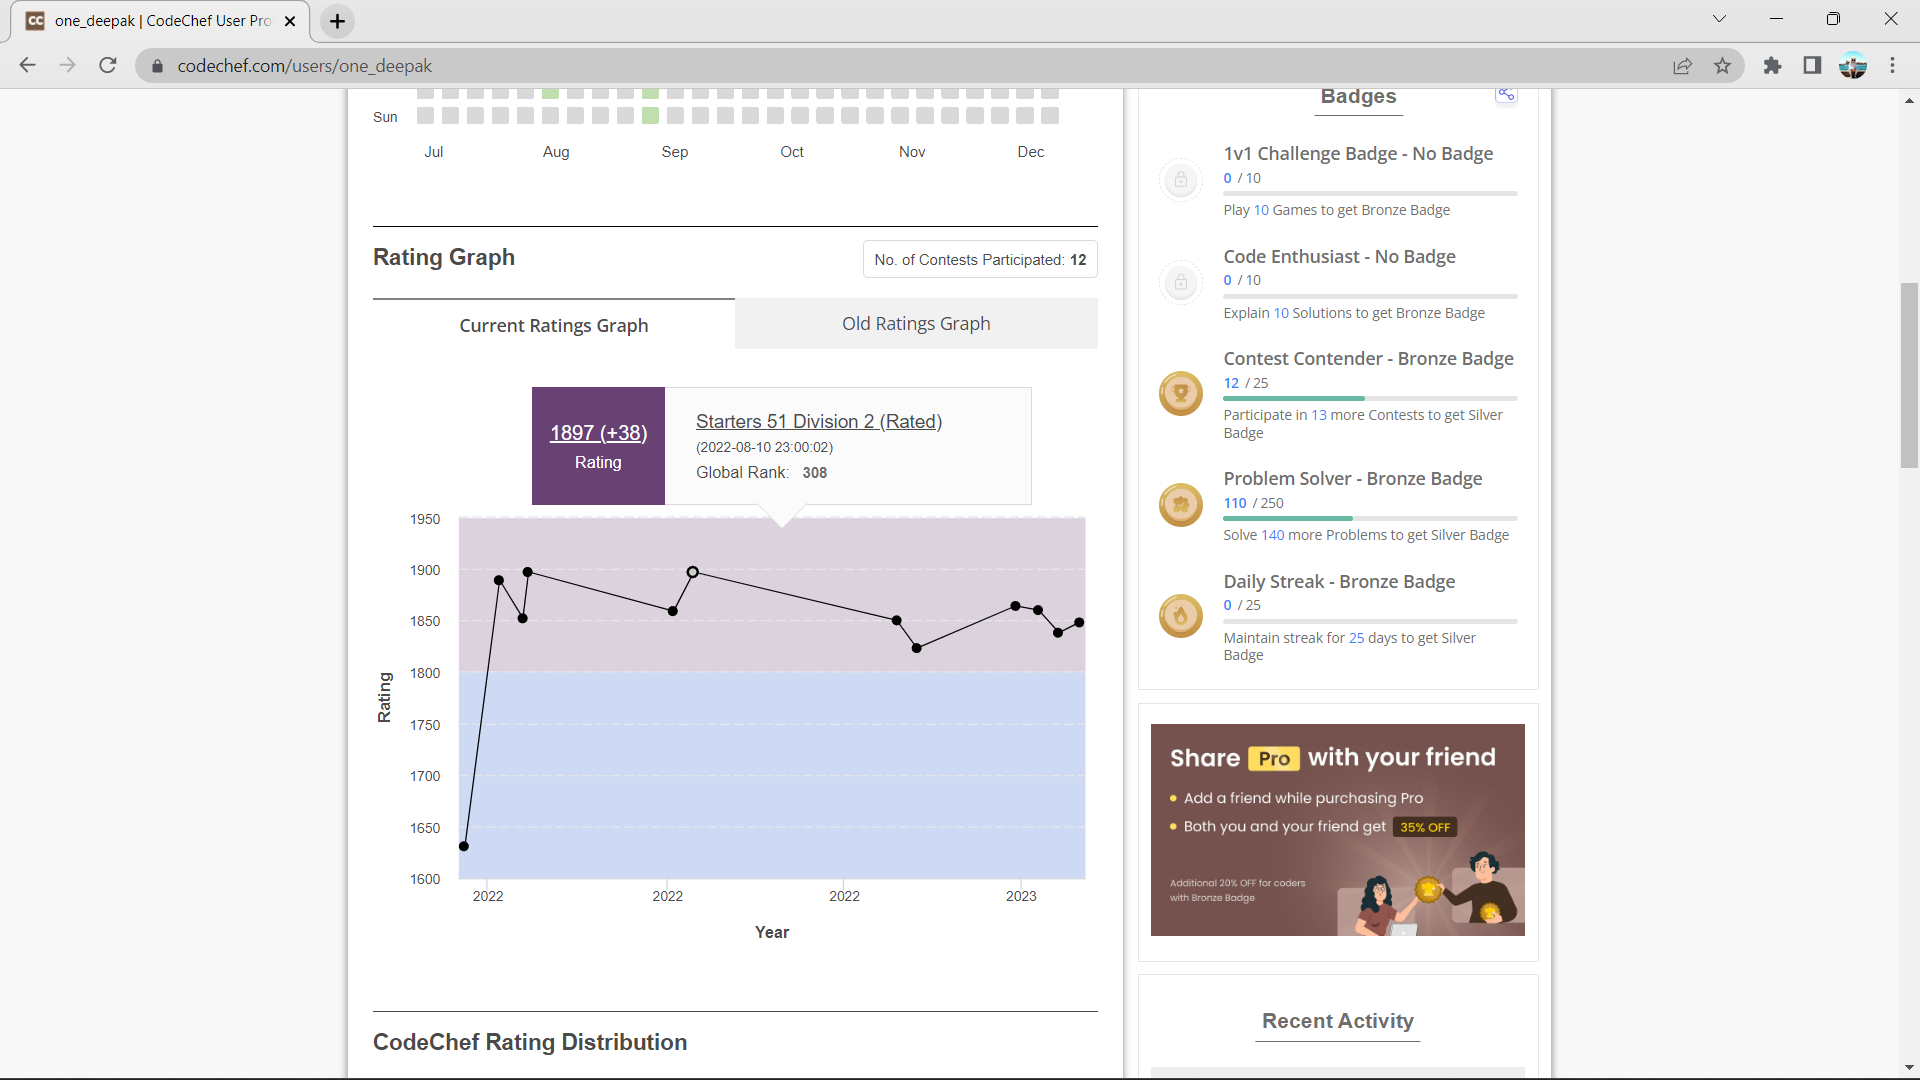 one_deepak | CodeChef User Pro
codechef.com/users/one_deepak
Sun
Jul Aug Sep Oct Nov Dec
Rating Graph
No. of Contests Participated: 12
Current Ratings Graph
Old Ratings Graph
1897 (+38)
Rating
Starters 51 Division 2 (Rated)
(2022-08-10 23:00:02)
Global Rank: 308
1950
1900
1850
1800
1750
1700
1650
1600
Rating
2022 2022 2022 2023
Year
CodeChef Rating Distribution
Badges
1v1 Challenge Badge - No Badge
0 / 10
Play 10 Games to get Bronze Badge
Code Enthusiast - No Badge
0 / 10
Explain 10 Solutions to get Bronze Badge
Contest Contender - Bronze Badge
12 / 25
Participate in 13 more Contests to get Silver
Badge
Problem Solver - Bronze Badge
110 / 250
Solve 140 more Problems to get Silver Badge
Daily Streak - Bronze Badge
0 / 25
Maintain streak for 25 days to get Silver
Badge
Share Pro with your friend
Add a friend while purchasing Pro
Both you and your friend get 35% OFF
Additional 20% OFF for coders
with Bronze Badge
Recent Activity